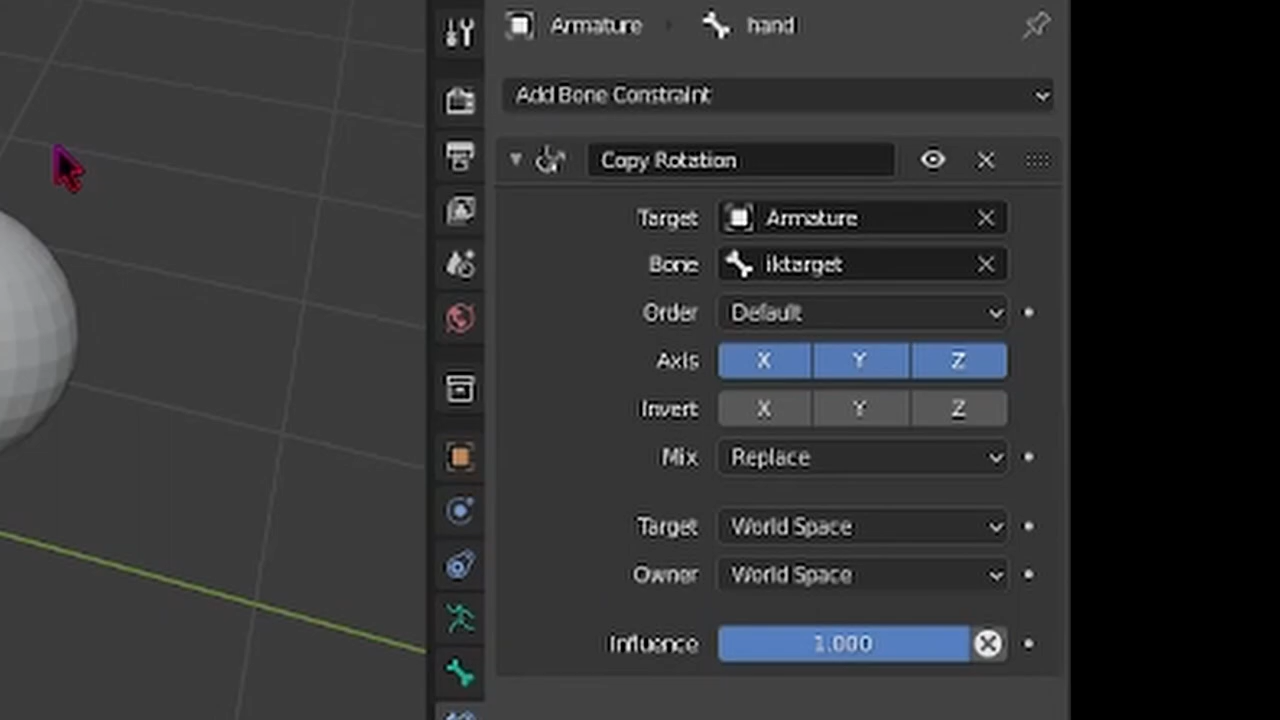 Armature hand
Add Bone Constraint
Copy Rotation
Target Armature
Bone iktarget
Order Default
Axis X Y Z
Invert X Y Z
Mix Replace
Target World Space
Owner World Space
Influence 1.000